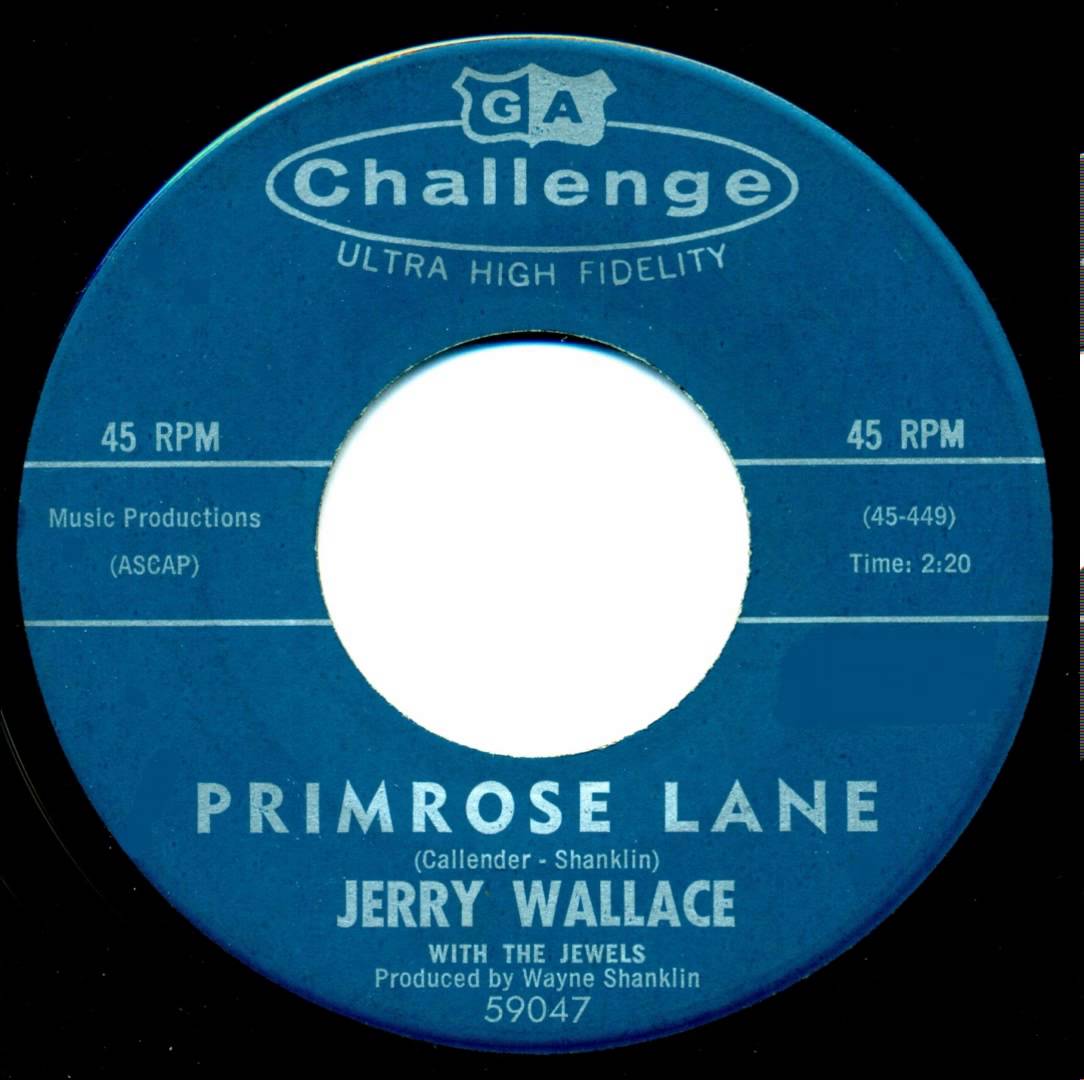 GA
Challenge
ULTRA HIGH FIDELITY
45 RPM
45 RPM
Music Productions
(ASCAP)
(45-449)
Time: 2:20
PRIMROSE LANE
(Callender - Shanklin)
JERRY WALLACE
WITH THE JEWELS
Produced by Wayne Shanklin
59047